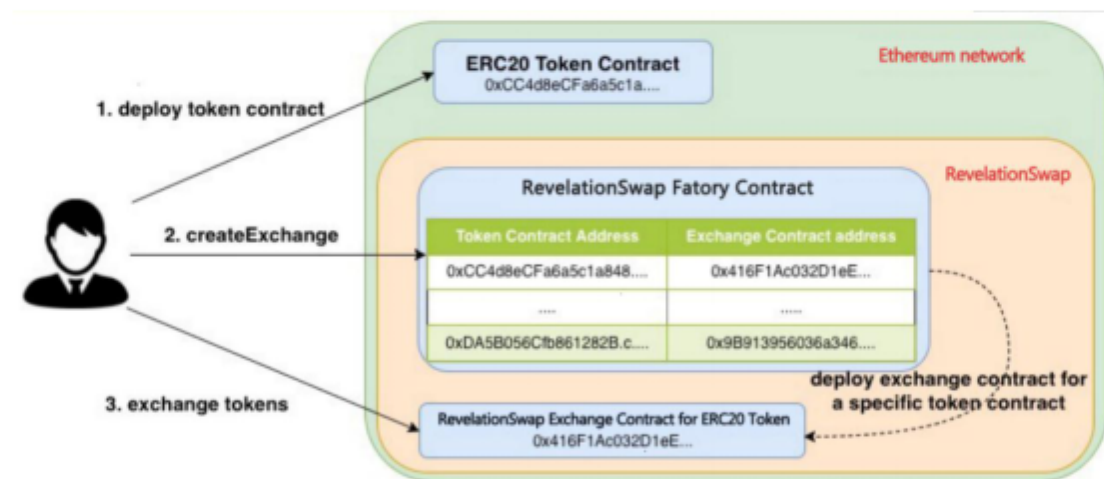 Ethereum network
ERC20 Token Contract
0xCC4d8eCFa6a5c1a....
1. deploy token contract
RevelationSwap
RevelationSwap Fatory Contract
2. createExchange
Token Contract Address Exchange Contract address
0xCC4d8eCFa6a5c1a848.... 0x416F1Ac032D1eE...
.... .....
0xDA5B056Cfb861282B.c.... 0x9B913956036a346....
deploy exchange contract for
a specific token contract
3. exchange tokens
RevelationSwap Exchange Contract for ERC20 Token
0x416F1Ac032D1eE...